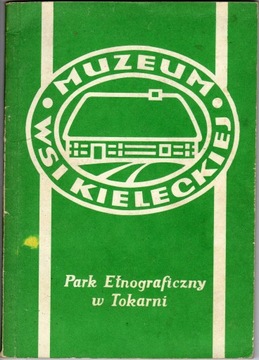 MUZEUM
WSI KIELECKIEJ
Park Etnograficzny
w Tokarni